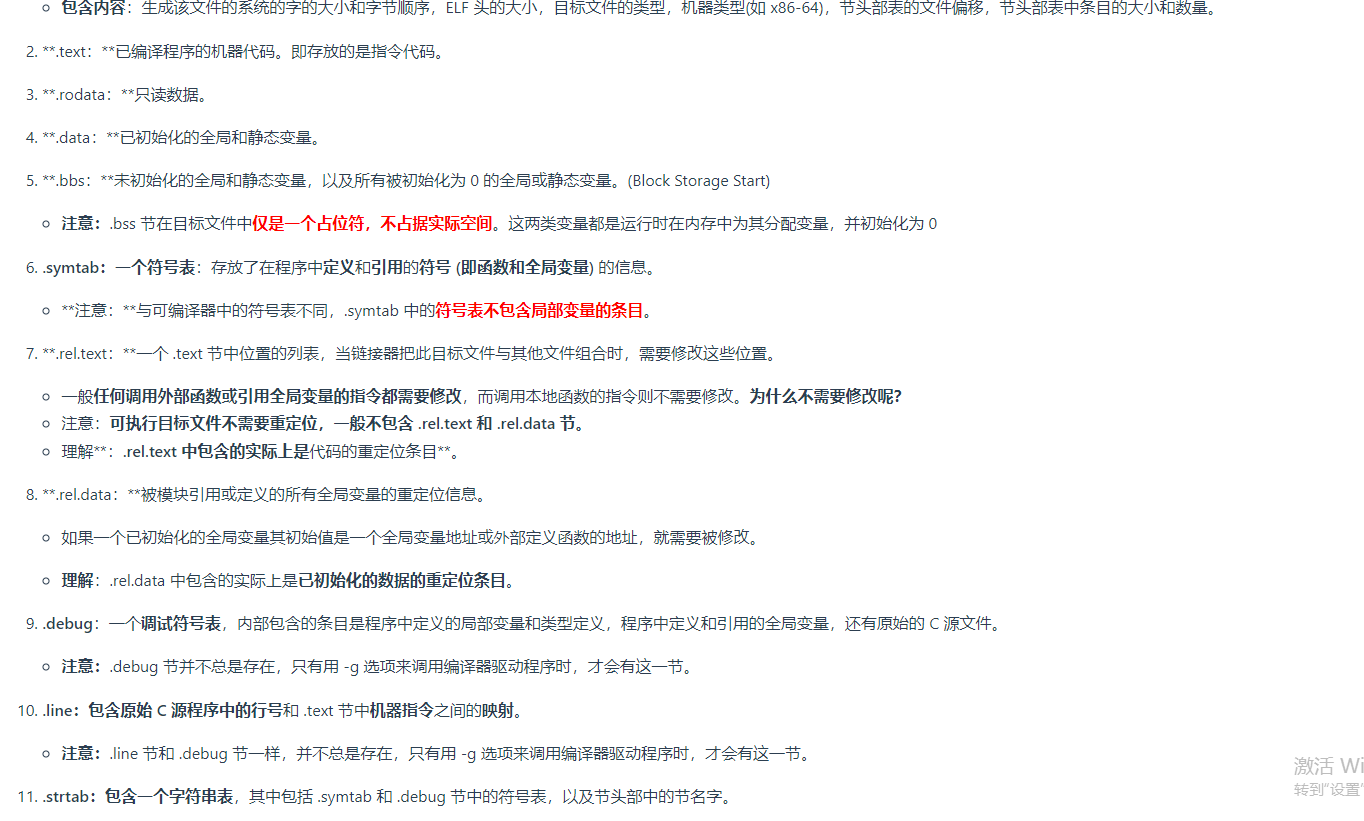 包含内容：生成该文件的系统的字的大小和字节顺序，ELF 头的大小，目标文件的类型，机器类型(如 x86-64)，节头部表的文件偏移，节头部表中条目的大小和数量。
2. **.text：**已编译程序的机器代码。即存放的是指令代码。
3. **.rodata：**只读数据。
4. **.data：**已初始化的全局和静态变量。
5. **.bbs：**未初始化的全局和静态变量，以及所有被初始化为 0 的全局或静态变量。(Block Storage Start)
注意：.bss 节在目标文件中仅是一个占位符，不占据实际空间。这两类变量都是运行时在内存中为其分配变量，并初始化为 0
6. .symtab：一个符号表：存放了在程序中定义和引用的符号 (即函数和全局变量) 的信息。
**注意：**与可编译器中的符号表不同，.symtab 中的符号表不包含局部变量的条目。
7. **.rel.text：**一个 .text 节中位置的列表，当链接器把此目标文件与其他文件组合时，需要修改这些位置。
一般任何调用外部函数或引用全局变量的指令都需要修改，而调用本地函数的指令则不需要修改。为什么不需要修改呢？
注意：可执行目标文件不需要重定位，一般不包含 .rel.text 和 .rel.data 节。
理解**：.rel.text 中包含的实际上是代码的重定位条目**。
8. **.rel.data：**被模块引用或定义的所有全局变量的重定位信息。
如果一个已初始化的全局变量其初始值是一个全局变量地址或外部定义函数的地址，就需要被修改。
理解：.rel.data 中包含的实际上是已初始化的数据的重定位条目。
9. .debug：一个调试符号表，内部包含的条目是程序中定义的局部变量和类型定义，程序中定义和引用的全局变量，还有原始的 C 源文件。
注意：.debug 节并不总是存在，只有用 -g 选项来调用编译器驱动程序时，才会有这一节。
10. .line：包含原始 C 源程序中的行号和 .text 节中机器指令之间的映射。
注意：.line 节和 .debug 节一样，并不总是存在，只有用 -g 选项来调用编译器驱动程序时，才会有这一节。
11. .strtab：包含一个字符串表，其中包括 .symtab 和 .debug 节中的符号表，以及节头部中的节名字。
激活 Wi
转到"设置"